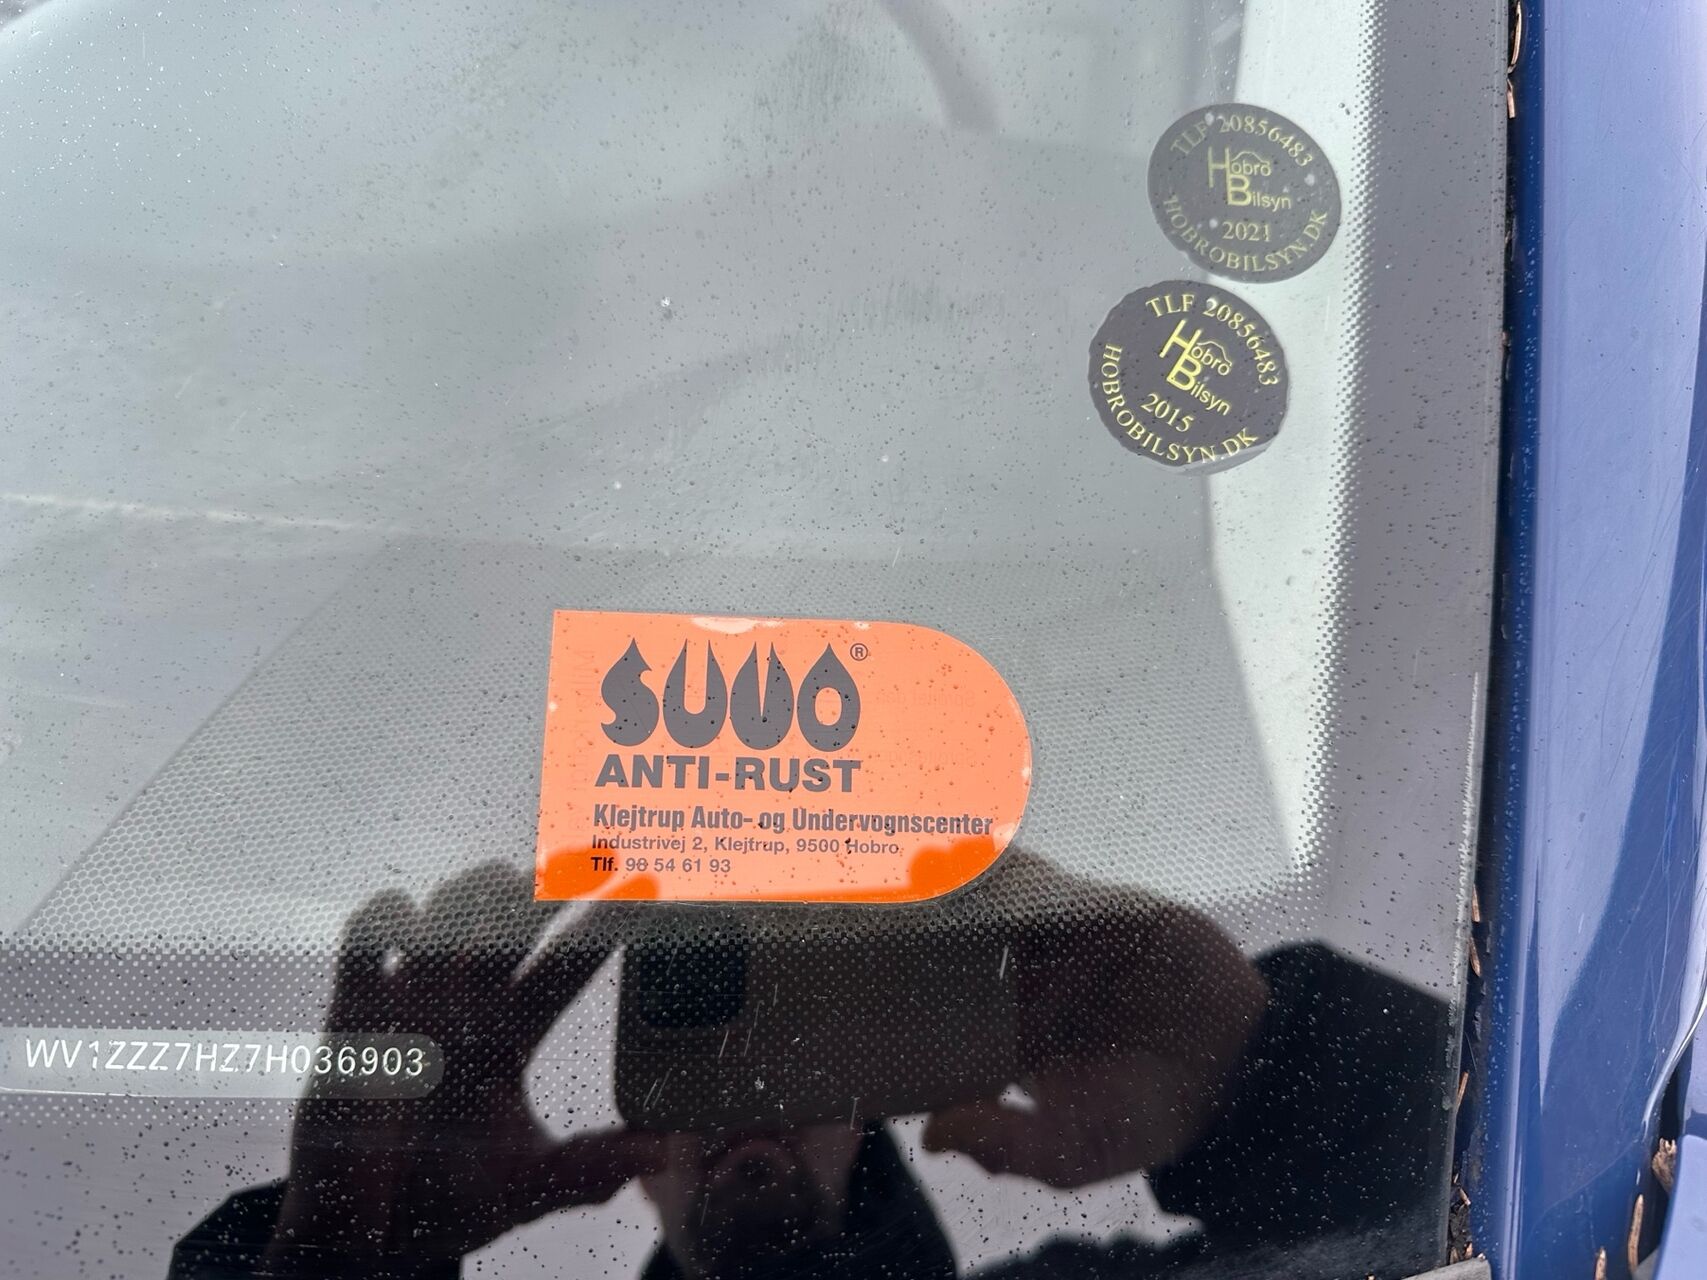 TLF 20856483
Hobro
Bilsyn
2021
HOBROBILSYN.DK
TLF 20856483
Hobro
Bilsyn
2015
HOBROBILSYN.DK
SUVO®
ANTI-RUST
Klejtrup Auto- og Undervognscenter
Industrivej 2, Klejtrup, 9500 Hobro
Tlf. 98 54 61 93
WV1ZZZ7HZ7H036903